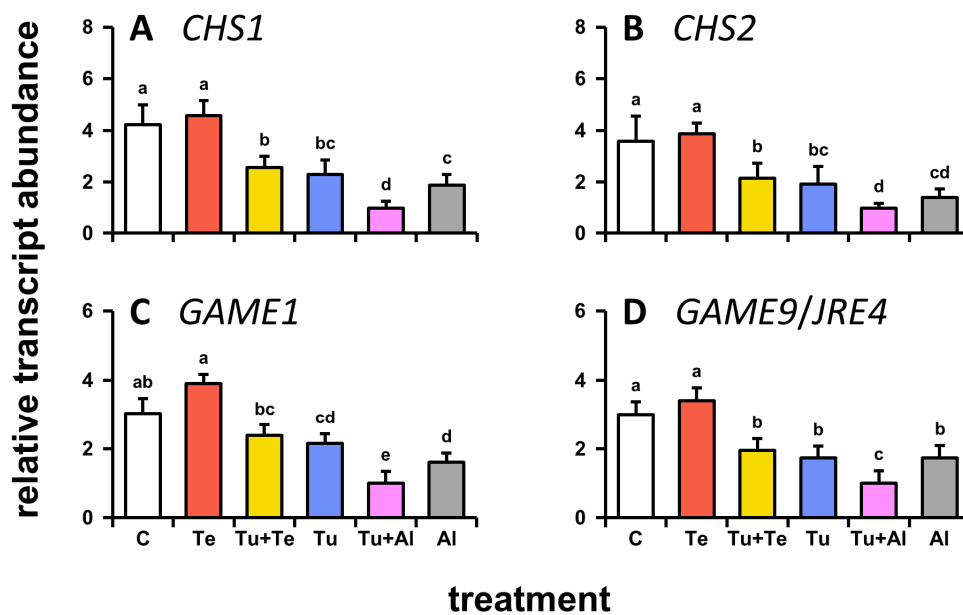 relative transcript abundance
A CHS1
8
6
4
2
0
a a b bc d c
B CHS2
8
6
4
2
0
a a b bc d cd
C GAME1
6
4
2
0
ab a bc cd e d
C Te Tu+Te Tu Tu+Al Al
D GAME9/JRE4
6
4
2
0
a a b b c b
C Te Tu+Te Tu Tu+Al Al
treatment